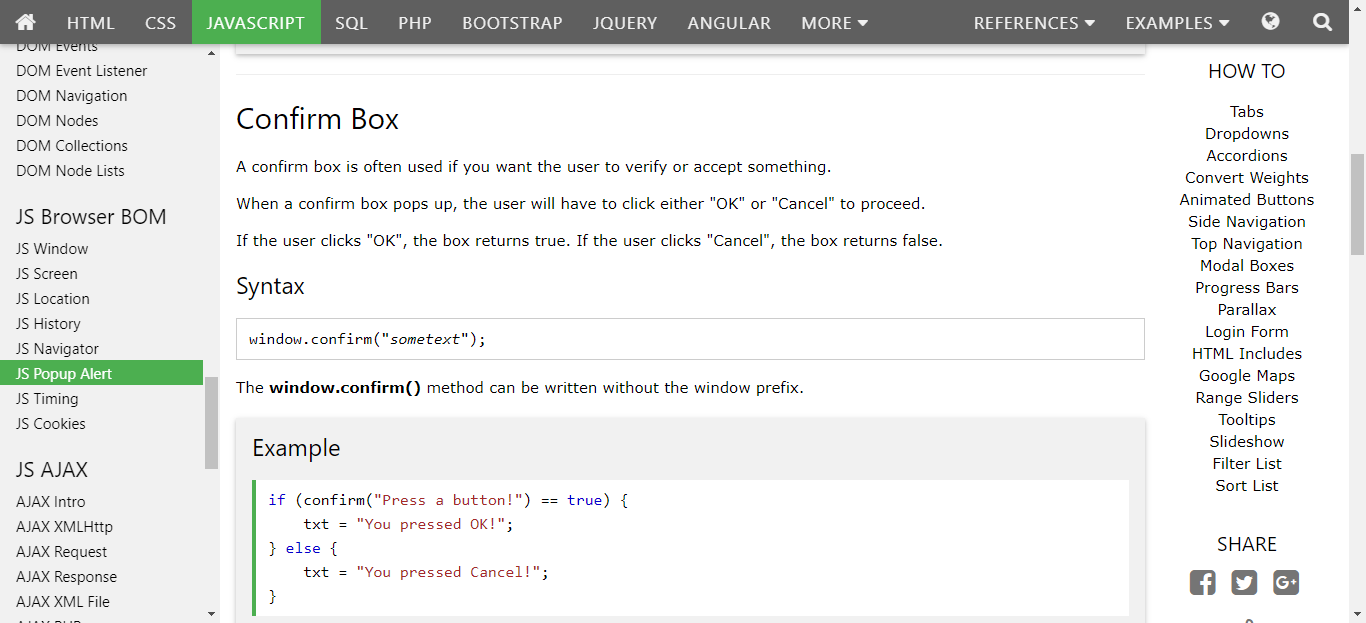 HTML CSS JAVASCRIPT SQL PHP BOOTSTRAP JQUERY ANGULAR MORE REFERENCES EXAMPLES
DOM Events
DOM Event Listener
DOM Navigation
DOM Nodes
DOM Collections
DOM Node Lists
JS Browser BOM
JS Window
JS Screen
JS Location
JS History
JS Navigator
JS Popup Alert
JS Timing
JS Cookies
JS AJAX
AJAX Intro
AJAX XMLHttp
AJAX Request
AJAX Response
AJAX XML File
Confirm Box
A confirm box is often used if you want the user to verify or accept something.
When a confirm box pops up, the user will have to click either "OK" or "Cancel" to proceed.
If the user clicks "OK", the box returns true. If the user clicks "Cancel", the box returns false.
Syntax
window.confirm("sometext");
The window.confirm() method can be written without the window prefix.
Example
if (confirm("Press a button!") == true) {
    txt = "You pressed OK!";
} else {
    txt = "You pressed Cancel!";
}
HOW TO
Tabs
Dropdowns
Accordions
Convert Weights
Animated Buttons
Side Navigation
Top Navigation
Modal Boxes
Progress Bars
Parallax
Login Form
HTML Includes
Google Maps
Range Sliders
Tooltips
Slideshow
Filter List
Sort List
SHARE